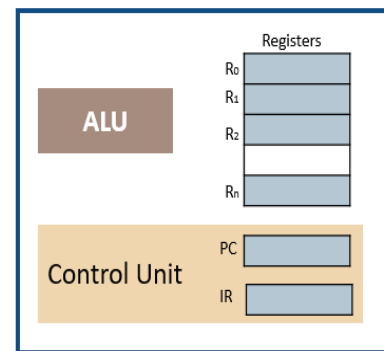 Registers
R0
R1
ALU
R2
Rn
PC
Control Unit
IR